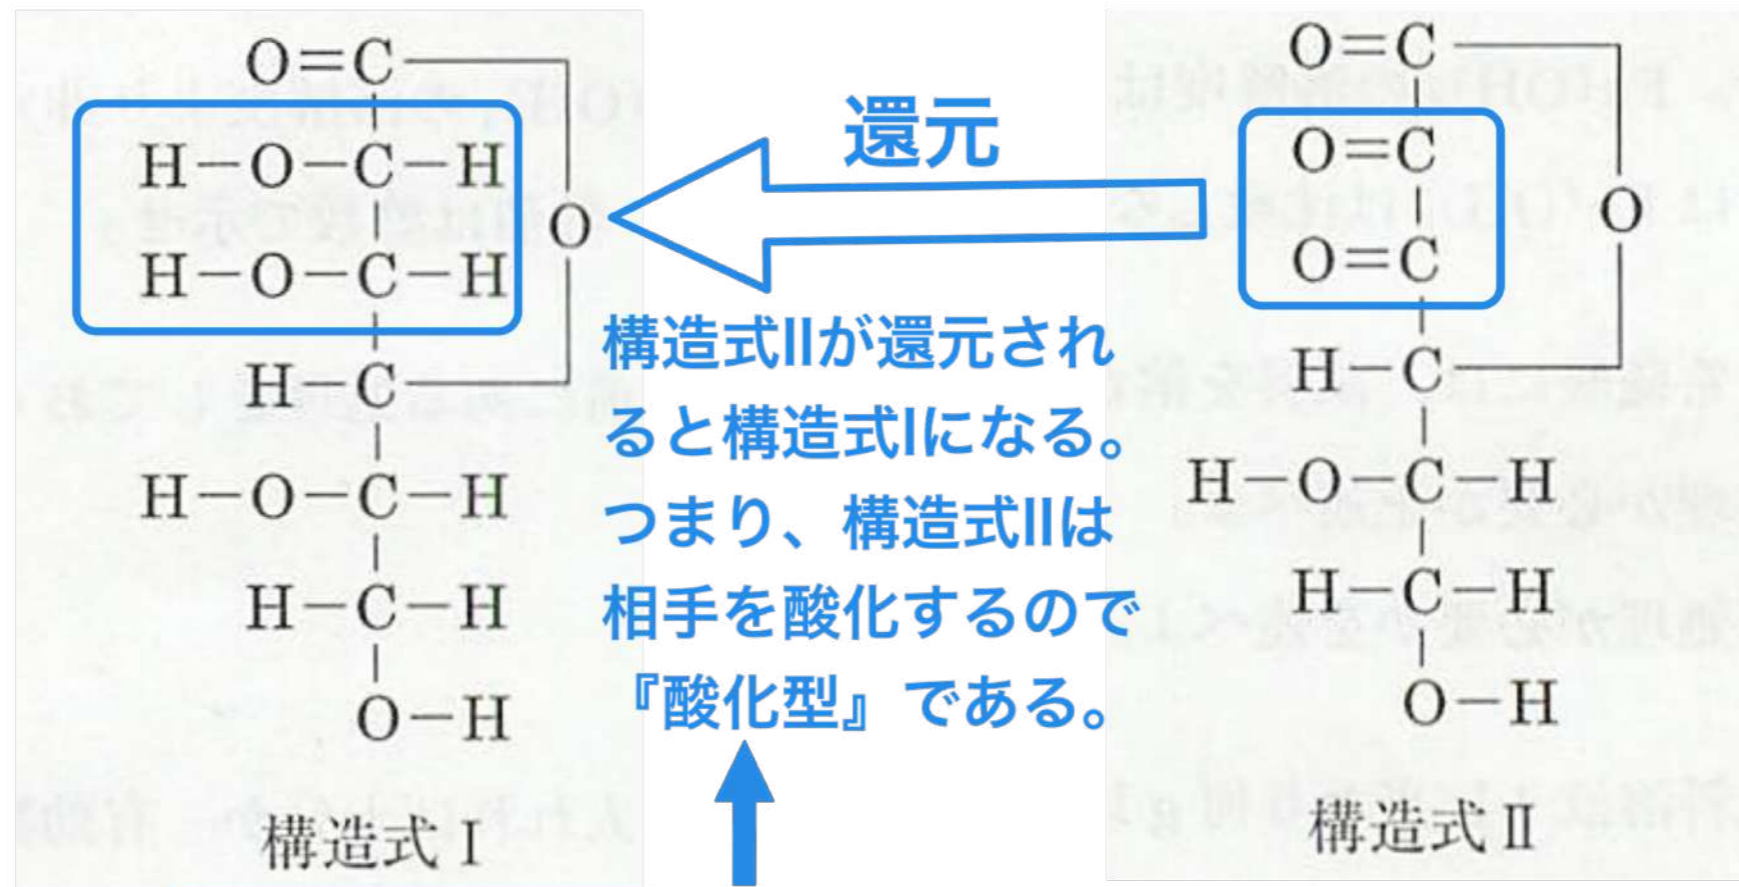 O=C
H-O-C-H
H-O-C-H
O
H-C
H-O-C-H
H-C-H
O-H
構造式 I
還元
構造式IIが還元され
ると構造式Iになる。
つまり、構造式IIは
相手を酸化するので
『酸化型』である。
O=C
O=C
O=C
O
H-C
H-O-C-H
H-C-H
O-H
構造式 II